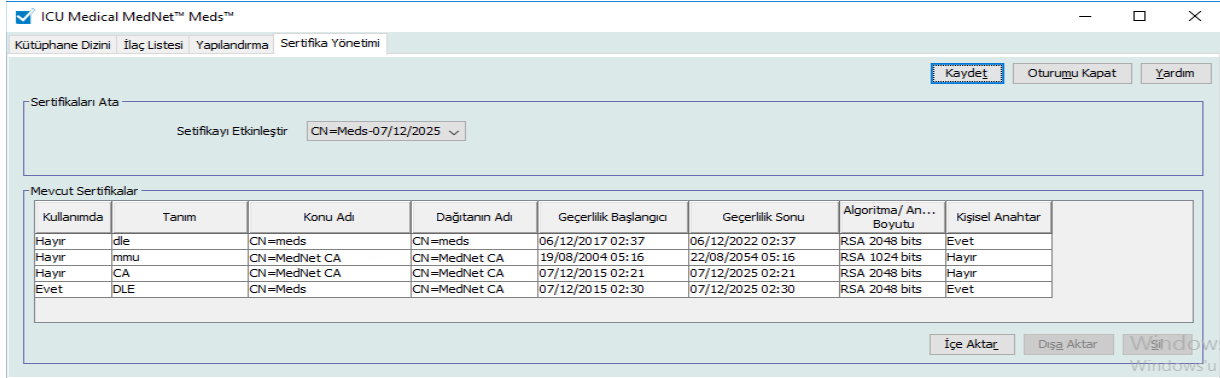 ICU Medical MedNet™ Meds™
Kütüphane Dizini İlaç Listesi Yapılandırma Sertifika Yönetimi
Kaydet Oturumu Kapat Yardım
Sertifikaları Ata
Setifikayı Etkinleştir CN=Meds-07/12/2025
Mevcut Sertifikalar
Kullanımda Tanım Konu Adı Dağıtanın Adı Geçerlilik Başlangıcı Geçerlilik Sonu Algoritma/ An... Boyutu Kişisel Anahtar
Hayır dle CN=meds CN=meds 06/12/2017 02:37 06/12/2022 02:37 RSA 2048 bits Evet
Hayır mmu CN=MedNet CA CN=MedNet CA 19/08/2004 05:16 22/08/2054 05:16 RSA 1024 bits Hayır
Hayır CA CN=MedNet CA CN=MedNet CA 07/12/2015 02:21 07/12/2025 02:21 RSA 2048 bits Hayır
Evet DLE CN=Meds CN=MedNet CA 07/12/2015 02:30 07/12/2025 02:30 RSA 2048 bits Evet
İçe Aktar Dışa Aktar Sil
Windows
Windows'u